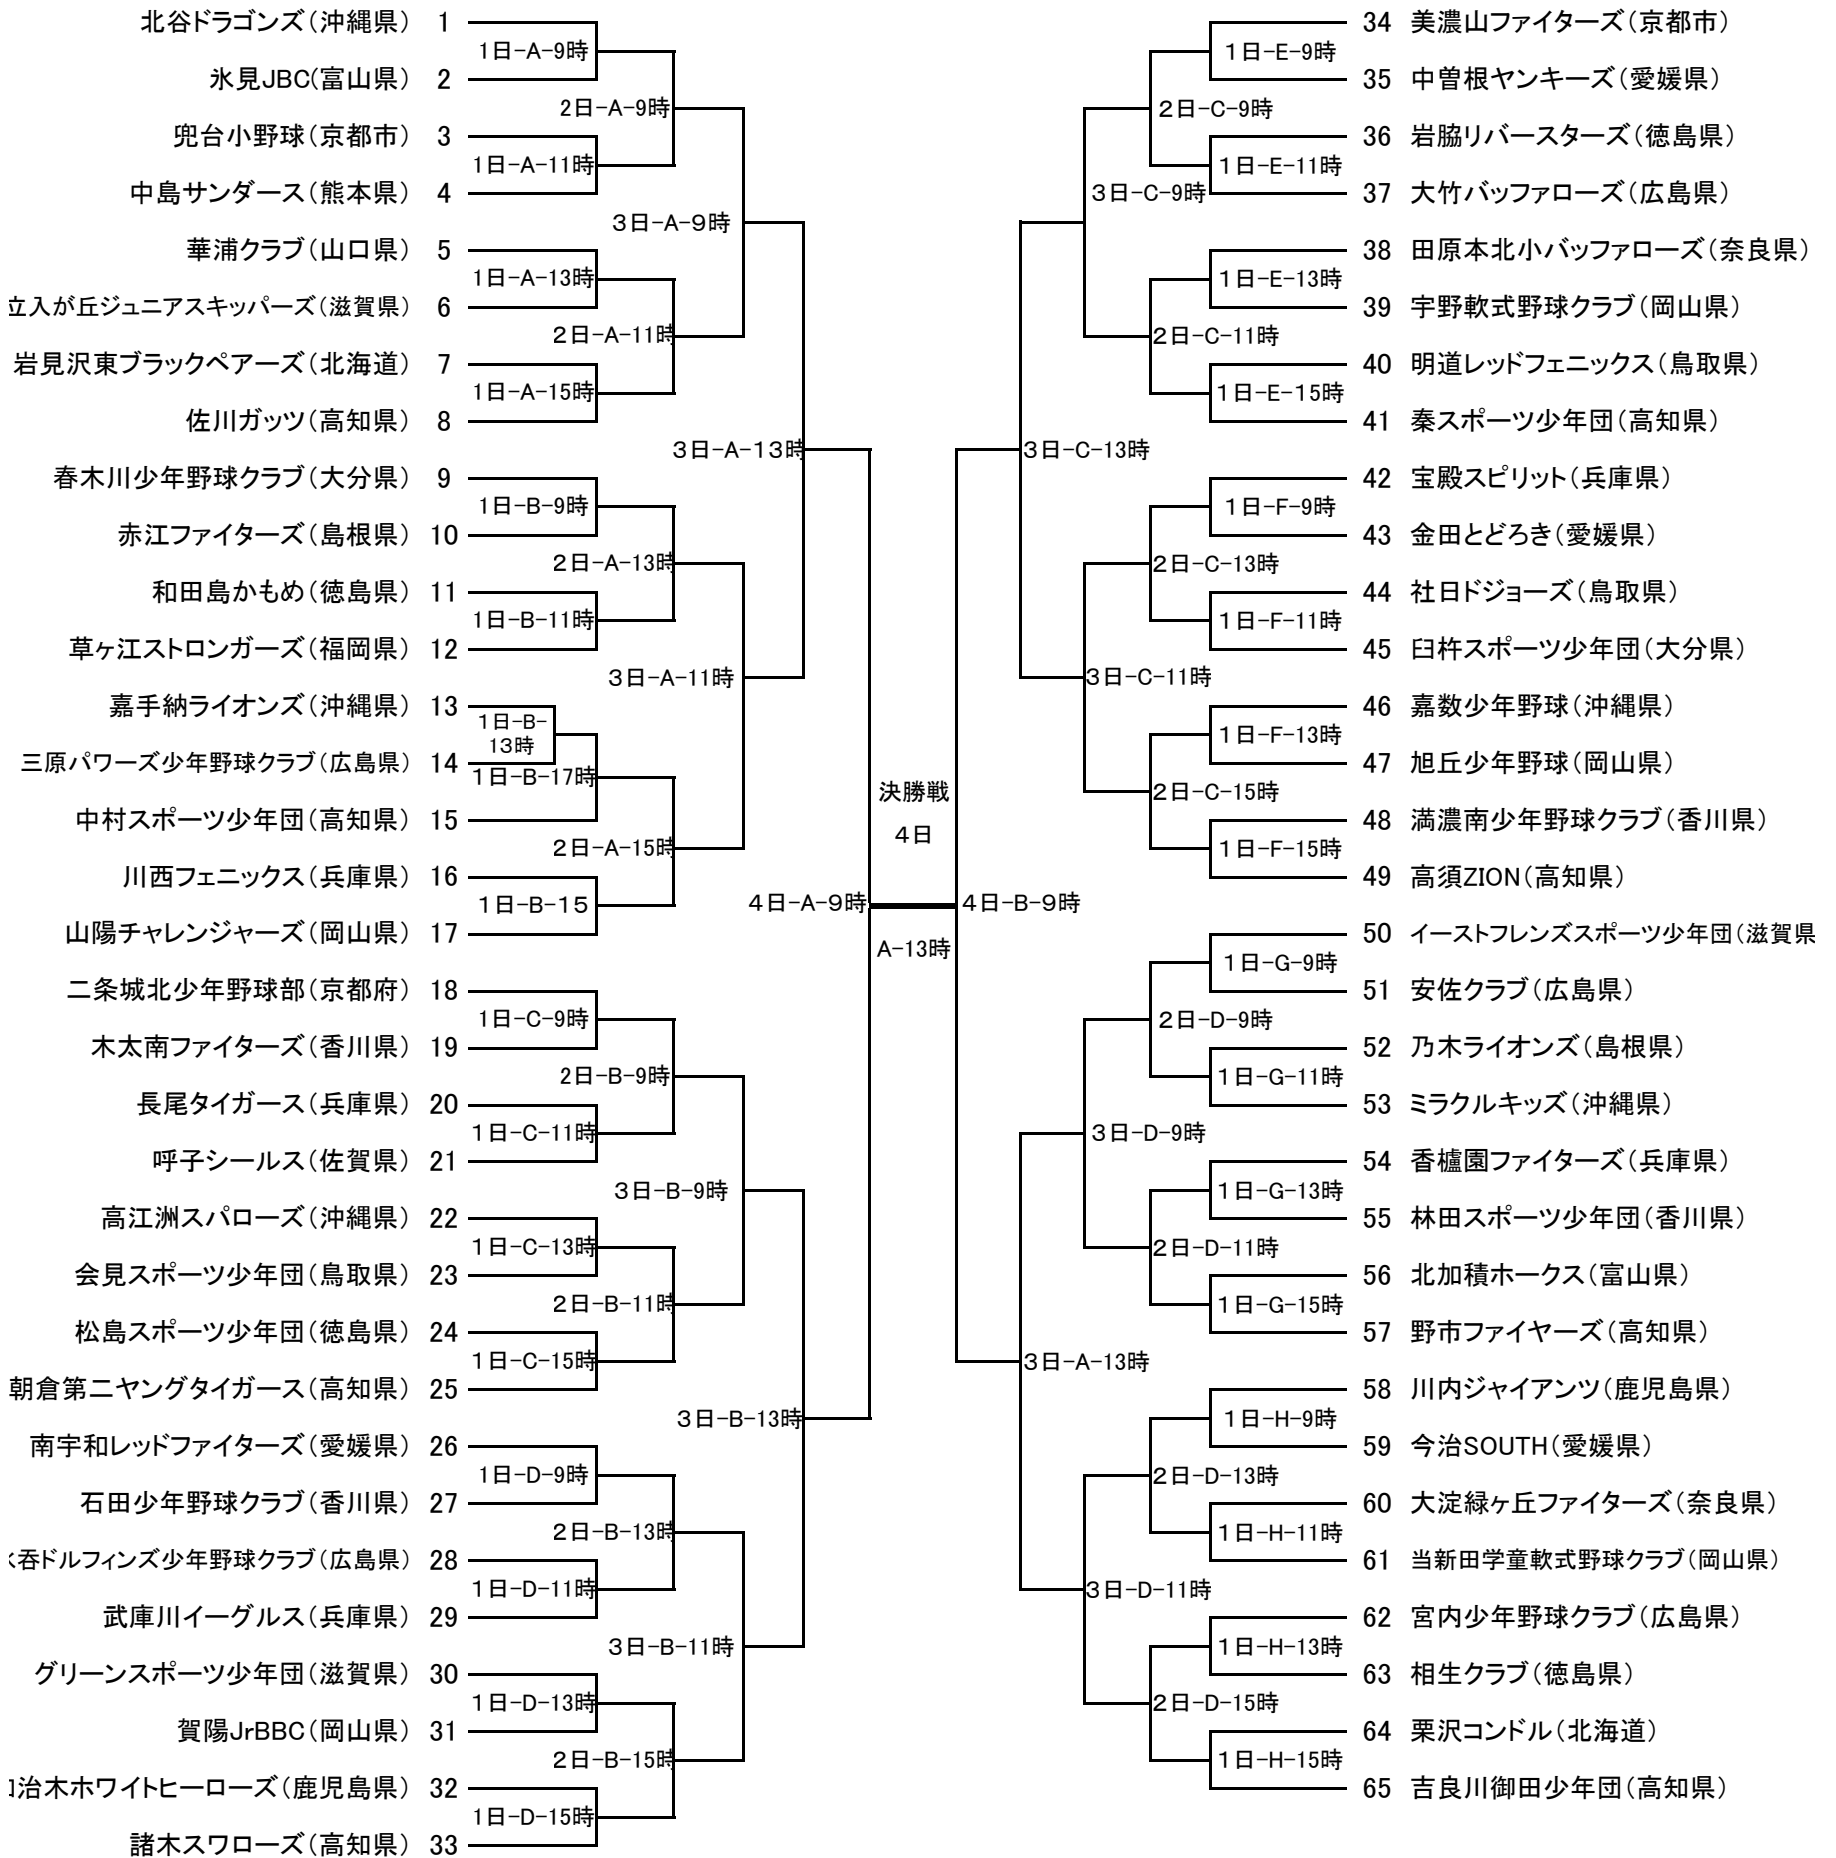 北谷ドラゴンズ（沖縄県） 1
1日-A-9時
氷見JBC(富山県） 2
2日-A-9時
兜台小野球（京都市） 3
1日-A-11時
中島サンダース（熊本県） 4
3日-A-9時
華浦クラブ（山口県） 5
1日-A-13時
立入が丘ジュニアスキッパーズ（滋賀県） 6
2日-A-11時
岩見沢東ブラックペアーズ（北海道） 7
1日-A-15時
佐川ガッツ（高知県） 8
3日-A-13時
春木川少年野球クラブ（大分県） 9
1日-B-9時
赤江ファイターズ（島根県） 10
2日-A-13時
和田島かもめ（徳島県） 11
1日-B-11時
草ヶ江ストロンガーズ（福岡県） 12
3日-A-11時
嘉手納ライオンズ（沖縄県） 13
1日-B-
13時
三原パワーズ少年野球クラブ（広島県） 14
1日-B-17時
中村スポーツ少年団（高知県） 15
2日-A-15時
川西フェニックス（兵庫県） 16
1日-B-15
山陽チャレンジャーズ（岡山県） 17
4日-A-9時
二条城北少年野球部（京都府） 18
1日-C-9時
木太南ファイターズ（香川県） 19
2日-B-9時
長尾タイガース（兵庫県） 20
1日-C-11時
呼子シールス（佐賀県） 21
3日-B-9時
高江洲スパローズ（沖縄県） 22
1日-C-13時
会見スポーツ少年団（鳥取県） 23
2日-B-11時
松島スポーツ少年団（徳島県） 24
1日-C-15時
朝倉第二ヤングタイガース（高知県） 25
3日-B-13時
南宇和レッドファイターズ（愛媛県） 26
1日-D-9時
石田少年野球クラブ（香川県） 27
2日-B-13時
呑ドルフィンズ少年野球クラブ（広島県） 28
1日-D-11時
武庫川イーグルス（兵庫県） 29
3日-B-11時
グリーンスポーツ少年団（滋賀県） 30
1日-D-13時
賀陽JrBBC（岡山県） 31
2日-B-15時
治木ホワイトヒーローズ（鹿児島県） 32
1日-D-15時
諸木スワローズ（高知県） 33
決勝戦
4日
A-13時
34 美濃山ファイターズ（京都市）
1日-E-9時
35 中曽根ヤンキーズ（愛媛県）
2日-C-9時
36 岩脇リバースターズ（徳島県）
1日-E-11時
37 大竹バッファローズ（広島県）
3日-C-9時
38 田原本北小バッファローズ（奈良県）
1日-E-13時
39 宇野軟式野球クラブ（岡山県）
2日-C-11時
40 明道レッドフェニックス（鳥取県）
1日-E-15時
41 秦スポーツ少年団（高知県）
3日-C-13時
42 宝殿スピリット（兵庫県）
1日-F-9時
43 金田とどろき（愛媛県）
2日-C-13時
44 社日ドジョーズ（鳥取県）
1日-F-11時
45 臼杵スポーツ少年団（大分県）
3日-C-11時
46 嘉数少年野球（沖縄県）
1日-F-13時
47 旭丘少年野球（岡山県）
2日-C-15時
48 満濃南少年野球クラブ（香川県）
1日-F-15時
49 高須ZION（高知県）
4日-B-9時
50 イーストフレンズスポーツ少年団（滋賀県
1日-G-9時
51 安佐クラブ（広島県）
2日-D-9時
52 乃木ライオンズ（島根県）
1日-G-11時
53 ミラクルキッズ（沖縄県）
3日-D-9時
54 香櫨園ファイターズ（兵庫県）
1日-G-13時
55 林田スポーツ少年団（香川県）
2日-D-11時
56 北加積ホークス（富山県）
1日-G-15時
57 野市ファイヤーズ（高知県）
3日-A-13時
58 川内ジャイアンツ（鹿児島県）
1日-H-9時
59 今治SOUTH（愛媛県）
2日-D-13時
60 大淀緑ヶ丘ファイターズ（奈良県）
1日-H-11時
61 当新田学童軟式野球クラブ（岡山県）
3日-D-11時
62 宮内少年野球クラブ（広島県）
1日-H-13時
63 相生クラブ（徳島県）
2日-D-15時
64 栗沢コンドル（北海道）
1日-H-15時
65 吉良川御田少年団（高知県）